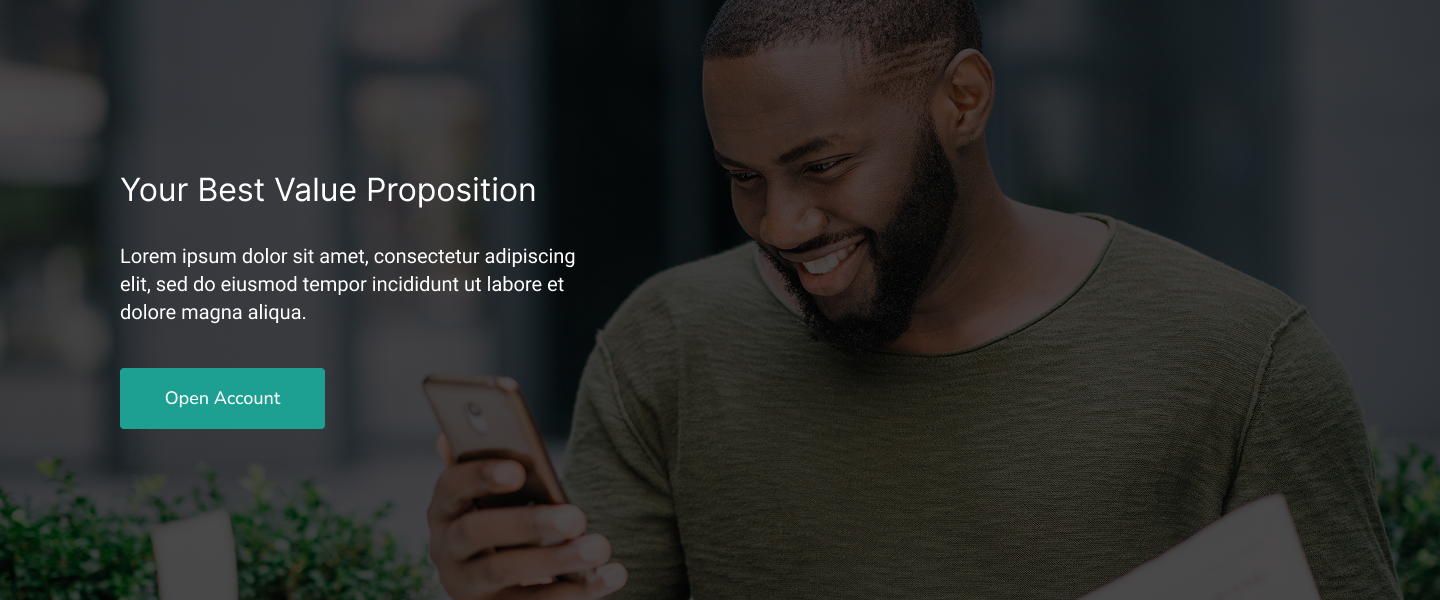 Your Best Value Proposition
Lorem ipsum dolor sit amet, consectetur adipiscing
elit, sed do eiusmod tempor incididunt ut labore et
dolore magna aliqua.
Open Account